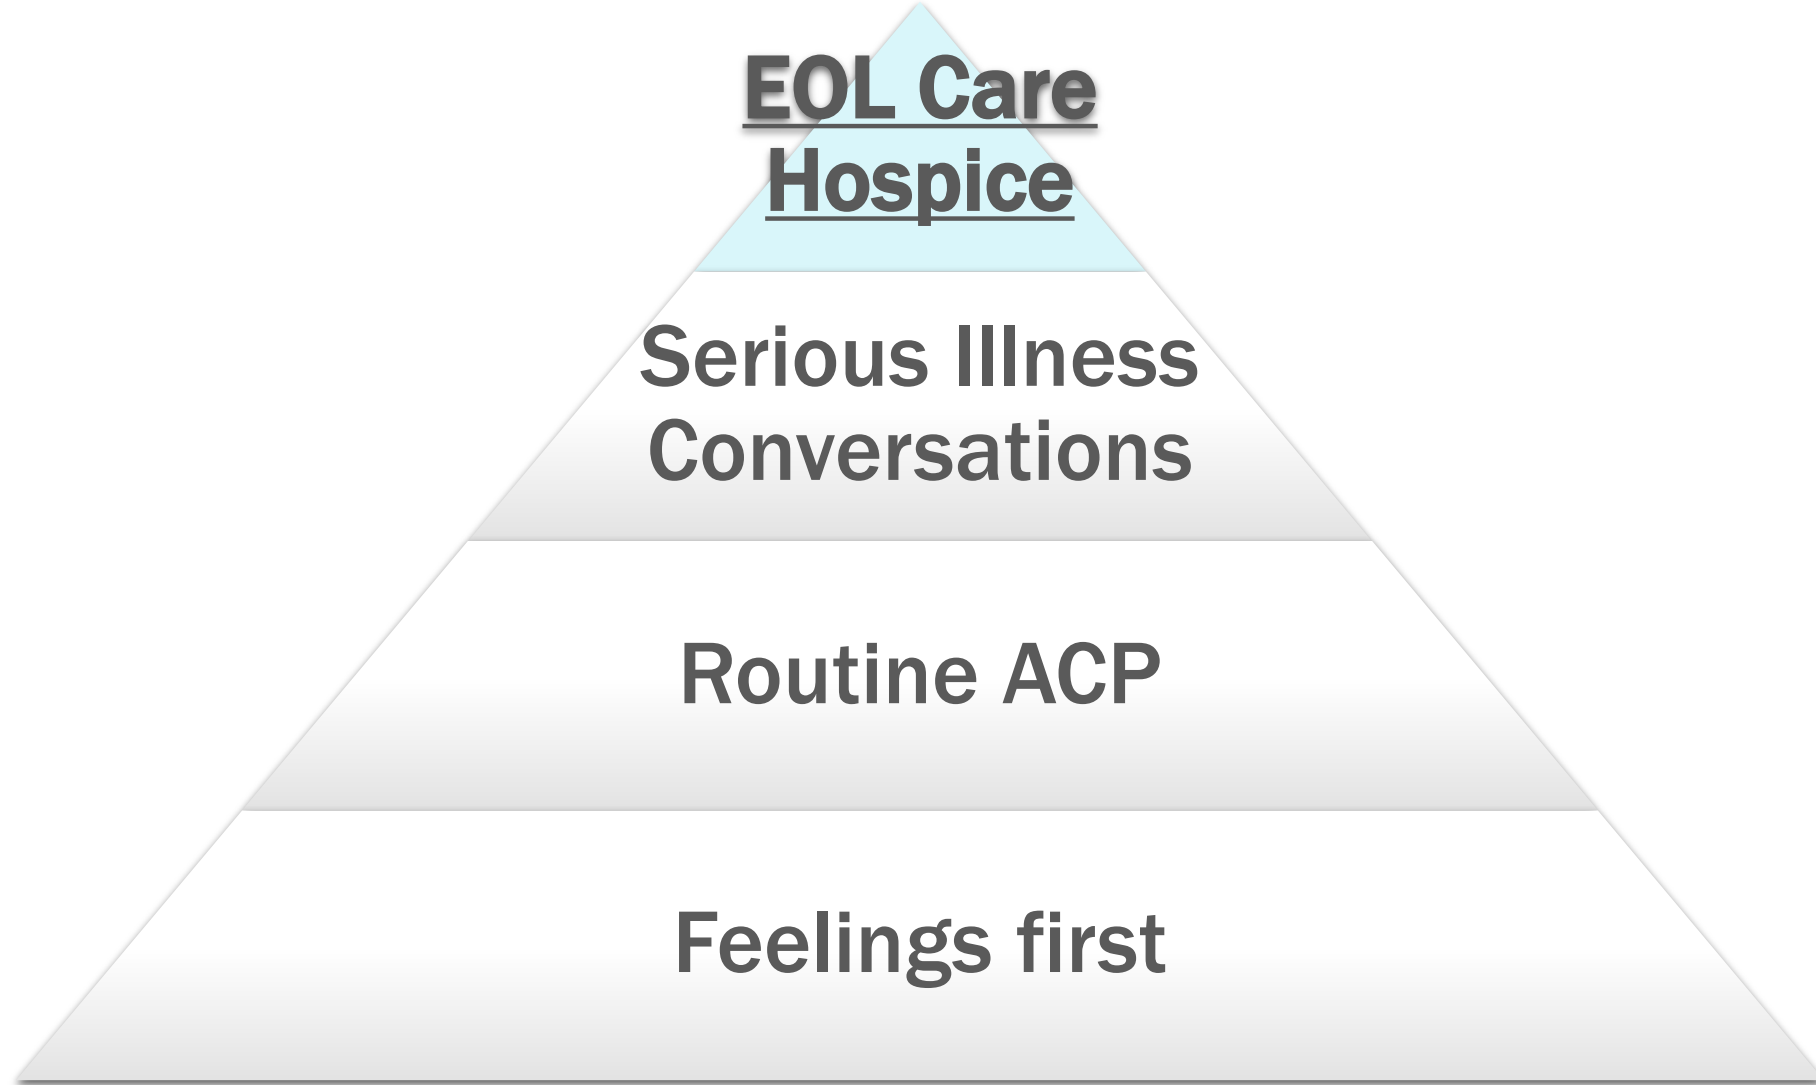 EOL Care
Hospice
Serious Illness
Conversations
Routine ACP
Feelings first